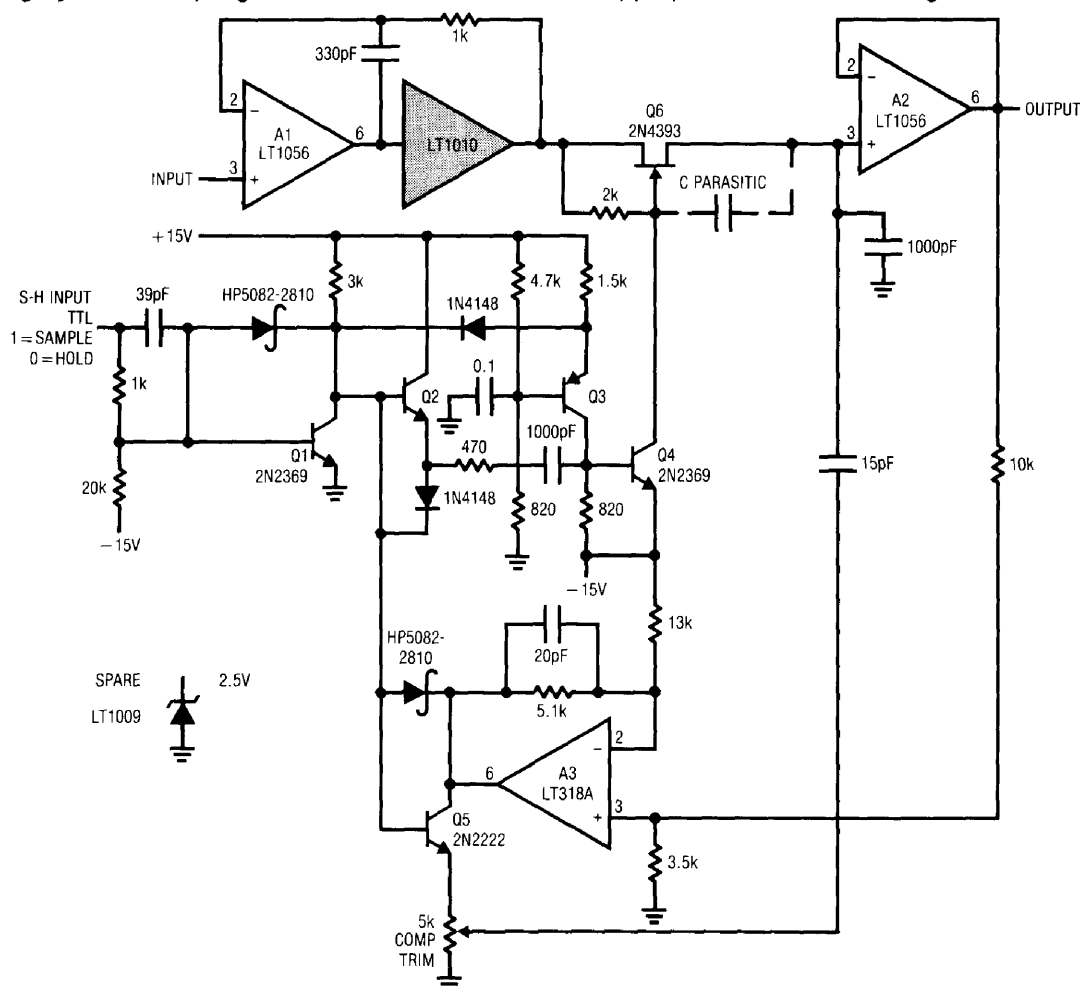 1k
330pF
2
−
A1
LT1056
6
3
+
INPUT
LT1010
Q6
2N4393
2
−
A2
LT1056
6
OUTPUT
3
+
C PARASITIC
2k
1000pF
+15V
3k
4.7k
1.5k
S-H INPUT
TTL
1 = SAMPLE
0 = HOLD
39pF
HP5082-2810
1N4148
1k
0.1
Q2
Q3
1000pF
470
Q1
2N2369
Q4
2N2369
15pF
10k
20k
−15V
1N4148
820
820
−15V
13k
HP5082-
2810
20pF
5.1k
SPARE
LT1009
2.5V
2
−
6
A3
LT318A
3
+
Q5
2N2222
3.5k
5k
COMP
TRIM